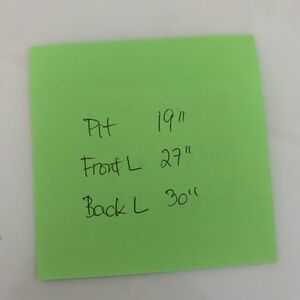 Pit 19"
Front L 27"
Back L 30"